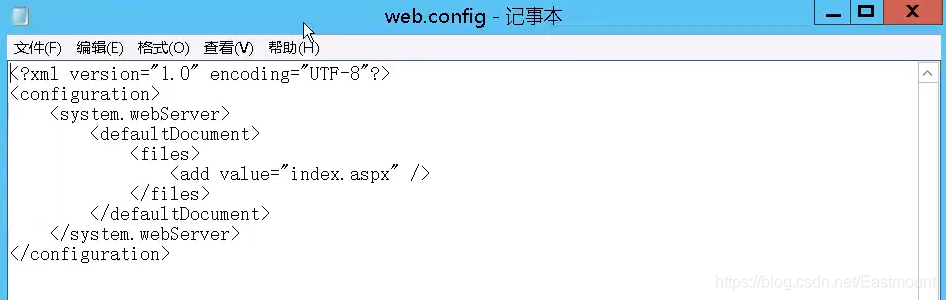 web.config - 记事本
文件(F) 编辑(E) 格式(O) 查看(V) 帮助(H)
<?xml version="1.0" encoding="UTF-8"?>
<configuration>
    <system.webServer>
        <defaultDocument>
            <files>
                <add value="index.aspx" />
            </files>
        </defaultDocument>
    </system.webServer>
</configuration>
https://blog.csdn.net/Eastmount